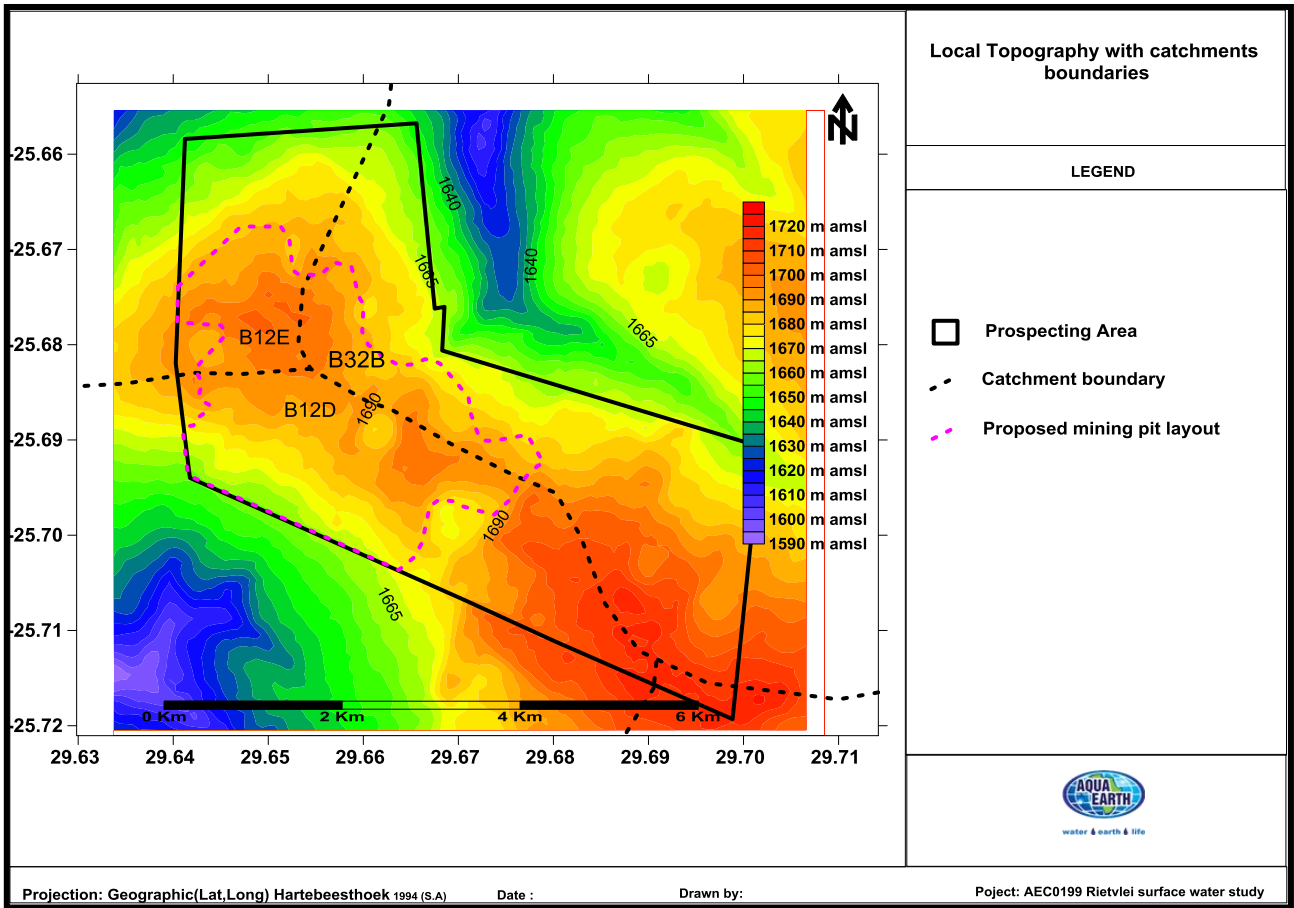 Local Topography with catchments
boundaries
LEGEND
Prospecting Area
Catchment boundary
Proposed mining pit layout
-25.66
-25.67
-25.68
-25.69
-25.70
-25.71
-25.72
29.63 29.64 29.65 29.66 29.67 29.68 29.69 29.70 29.71
N
1640
1640
1665
1665
B12E
B32B
B12D
1690
1690
1665
1720 m amsl
1710 m amsl
1700 m amsl
1690 m amsl
1680 m amsl
1670 m amsl
1660 m amsl
1650 m amsl
1640 m amsl
1630 m amsl
1620 m amsl
1610 m amsl
1600 m amsl
1590 m amsl
0 Km 2 Km 4 Km 6 Km
AQUA
EARTH
water earth life
Projection: Geographic(Lat,Long) Hartebeesthoek 1994 (S.A) Date : Drawn by: Poject: AEC0199 Rietvlei surface water study